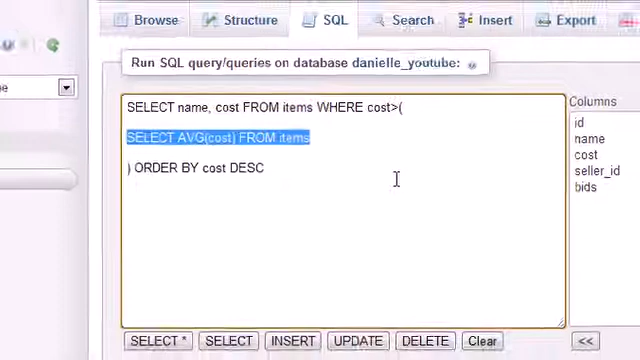 Browse Structure SQL Search Insert Export
Run SQL query/queries on database danielle_youtube:
SELECT name, cost FROM items WHERE cost>(
SELECT AVG(cost) FROM items
) ORDER BY cost DESC
Columns
id
name
cost
seller_id
bids
SELECT * SELECT INSERT UPDATE DELETE Clear <<